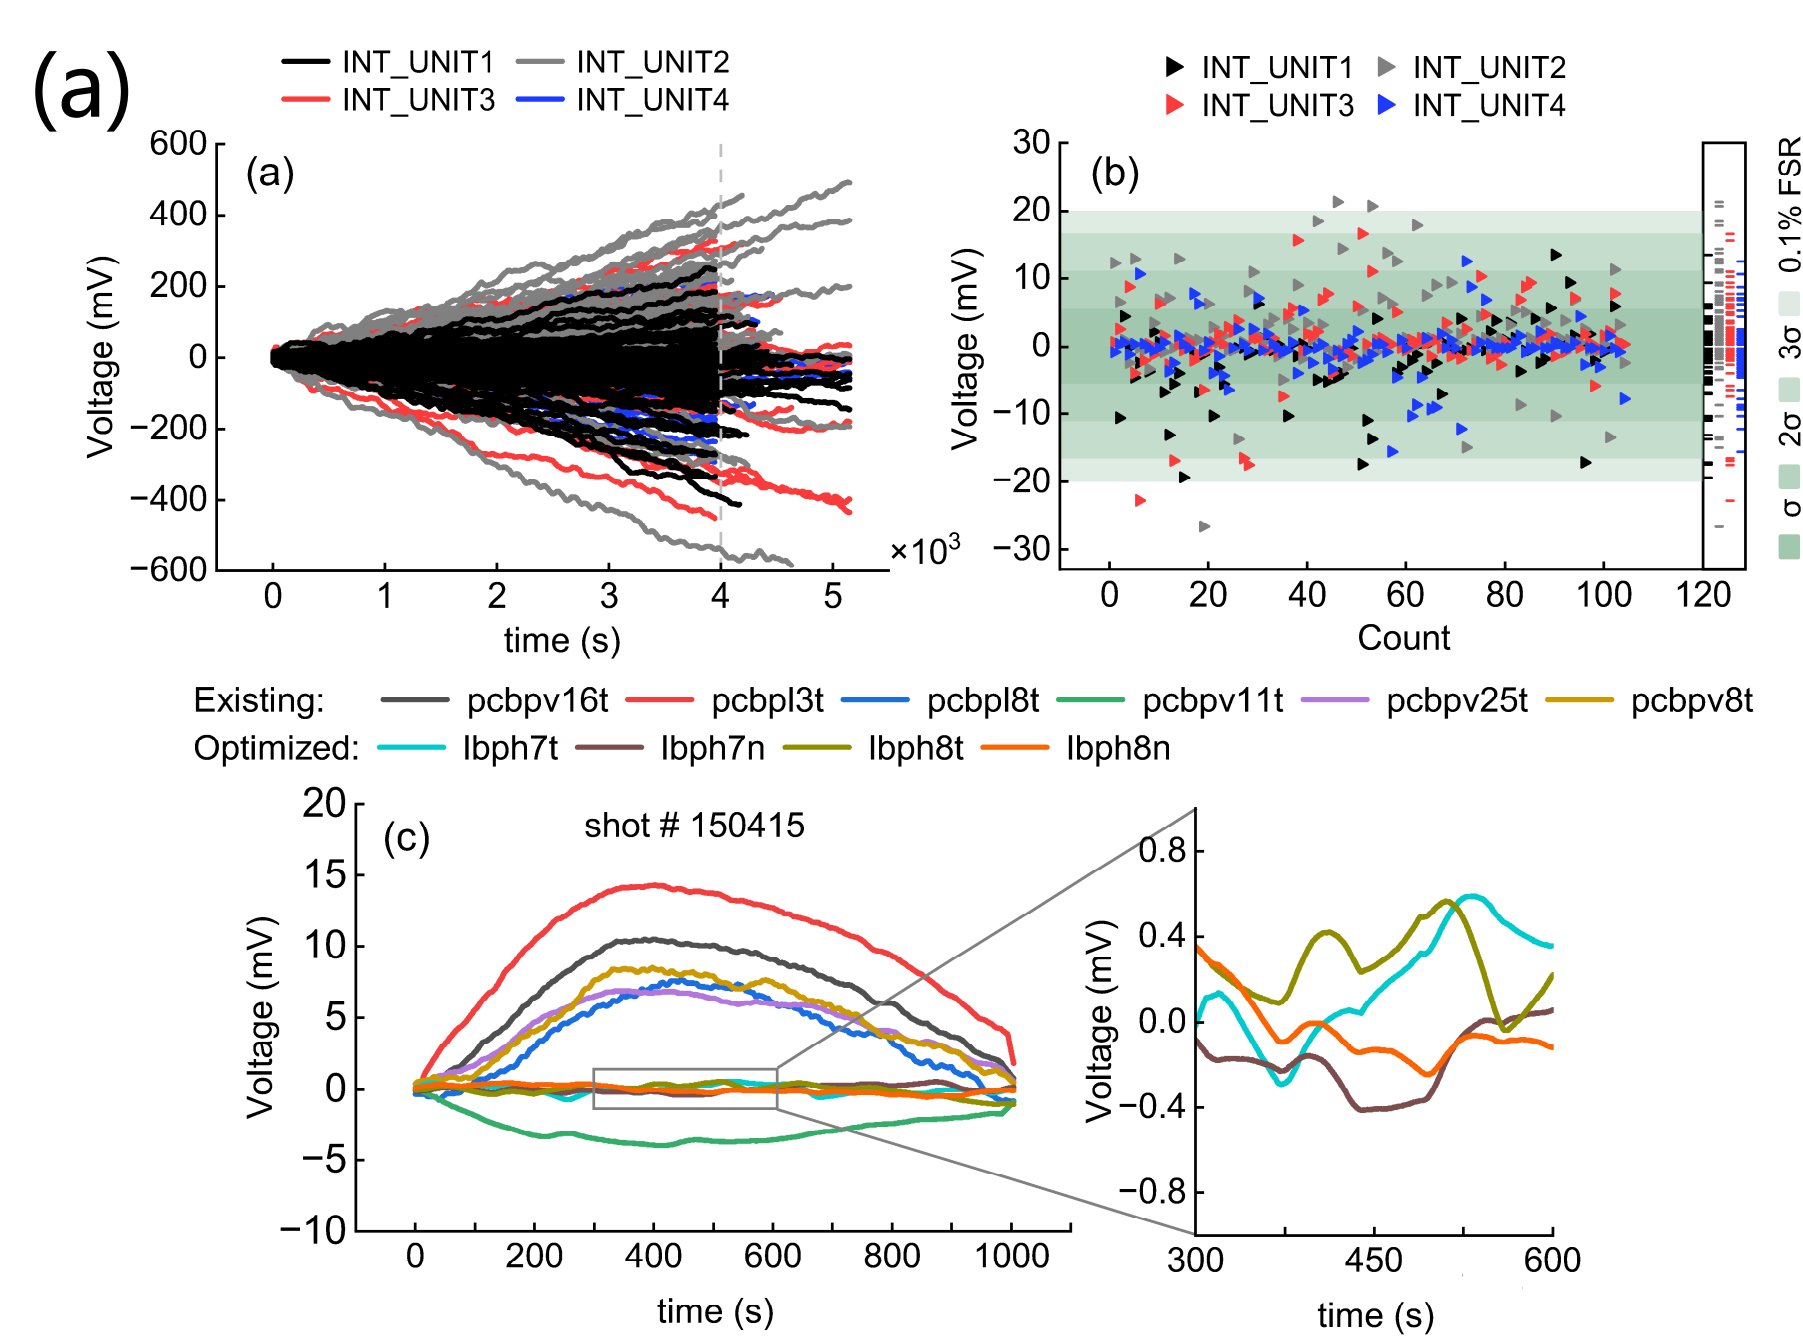 (a)
INT_UNIT1 INT_UNIT2
INT_UNIT3 INT_UNIT4
(a)
600
400
200
0
−200
−400
−600
Voltage (mV)
0 1 2 3 4 5
×10³
time (s)
INT_UNIT1 INT_UNIT2
INT_UNIT3 INT_UNIT4
(b)
30
20
10
0
−10
−20
−30
Voltage (mV)
0 20 40 60 80 100 120
Count
σ 2σ 3σ 0.1% FSR
Existing: pcbpv16t pcbpl3t pcbpl8t pcbpv11t pcbpv25t pcbpv8t
Optimized: lbph7t lbph7n lbph8t lbph8n
(c)
shot # 150415
20
15
10
5
0
−5
−10
Voltage (mV)
0 200 400 600 800 1000
time (s)
0.8
0.4
0.0
−0.4
−0.8
Voltage (mV)
300 450 600
time (s)